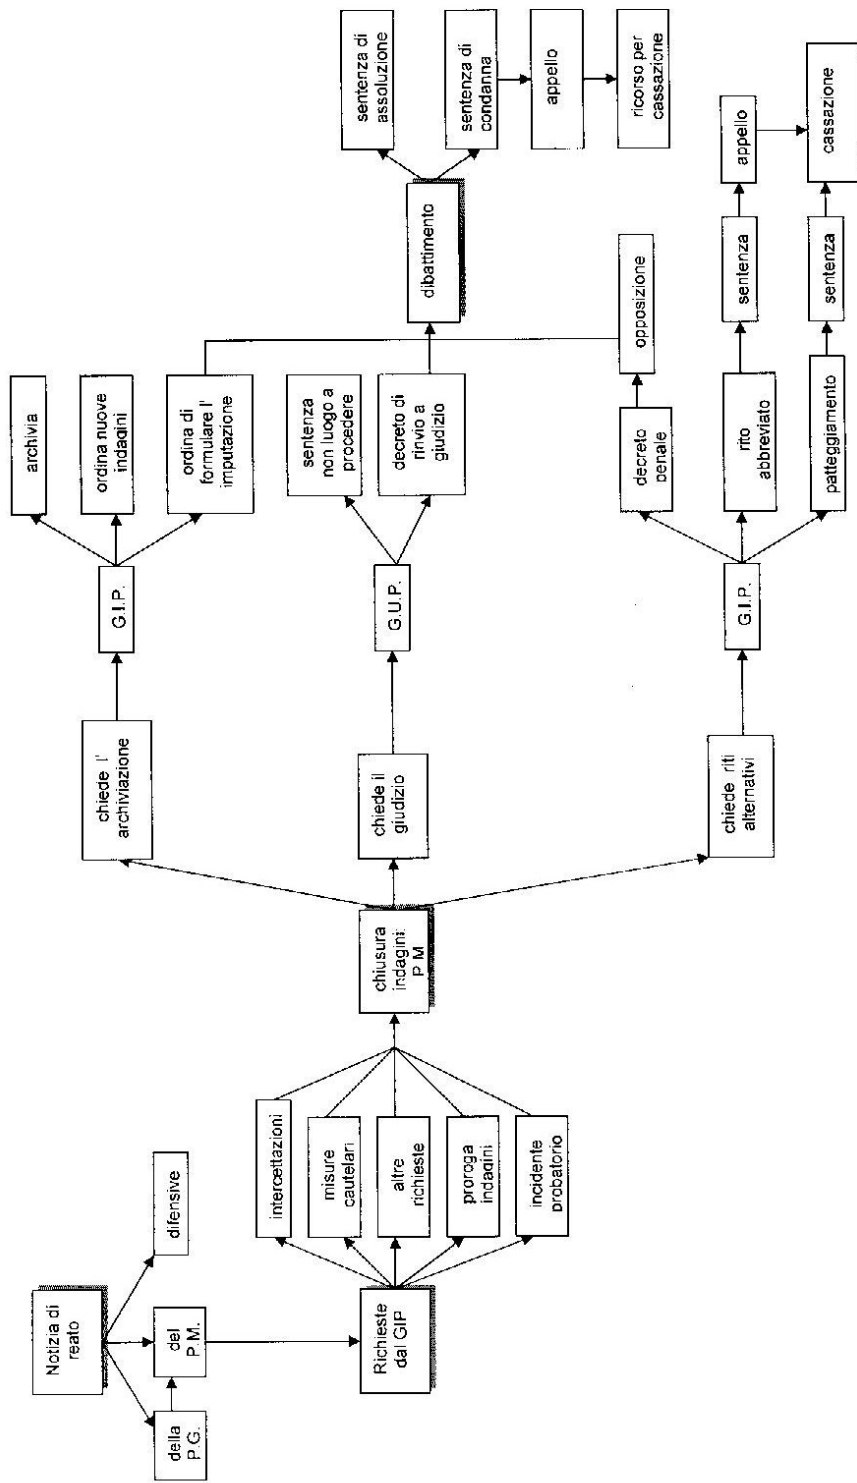 Notizia di
reato
della
P.G.
del
P.M.
difensive
Richieste
dal GIP
intercettazioni
misure
cautelari
altre
richieste
proroga
indagini
incidente
probatorio
chiusura
indagini:
P.M.
chiede l'
archiviazione
G.I.P.
archivia
ordina nuove
indagini
ordina di
formulare l'
imputazione
chiede il
giudizio
G.U.P.
sentenza
non luogo a
procedere
decreto di
rinvio a
giudizio
chiede riti
alternativi
G.I.P.
decreto
penale
opposizione
rito
abbreviato
sentenza
appello
patteggiamento
sentenza
cassazione
dibattimento
sentenza di
assoluzione
sentenza di
condanna
appello
ricorso per
cassazione